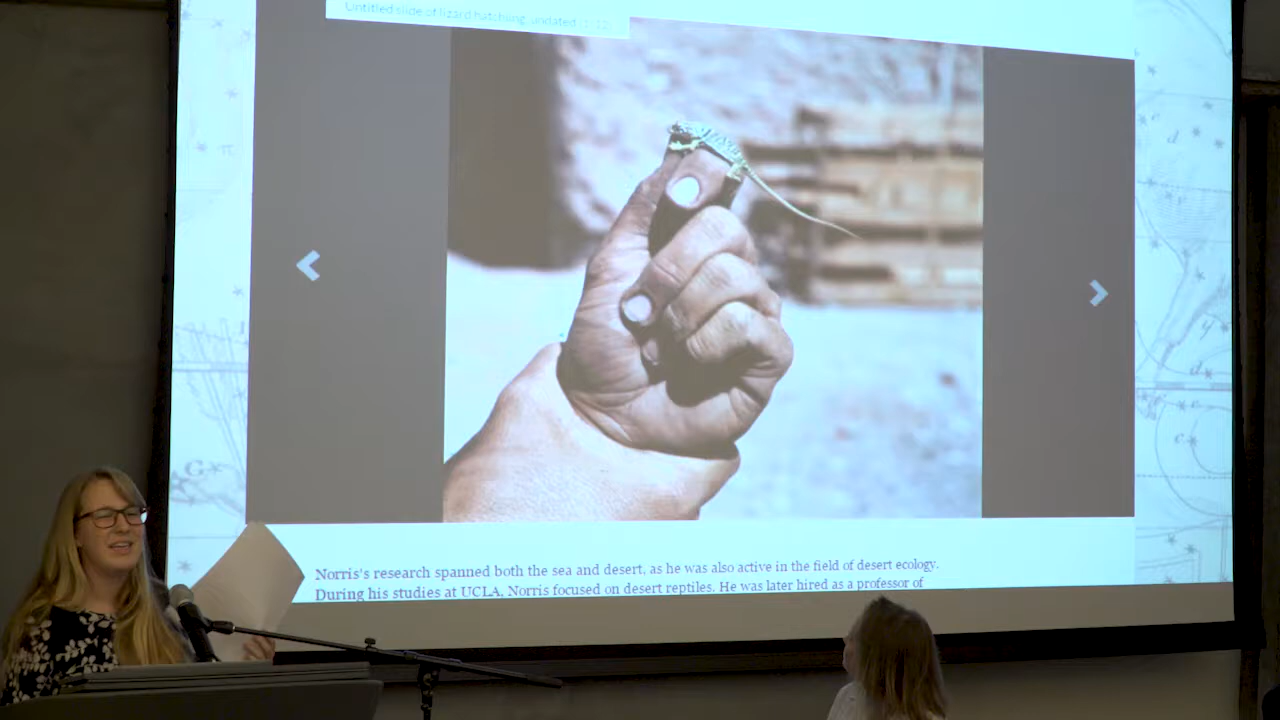 Untitled slide of lizard hatchling, undated
Norris's research spanned both the sea and desert, as he was also active in the field of desert ecology.
During his studies at UCLA, Norris focused on desert reptiles. He was later hired as a professor of